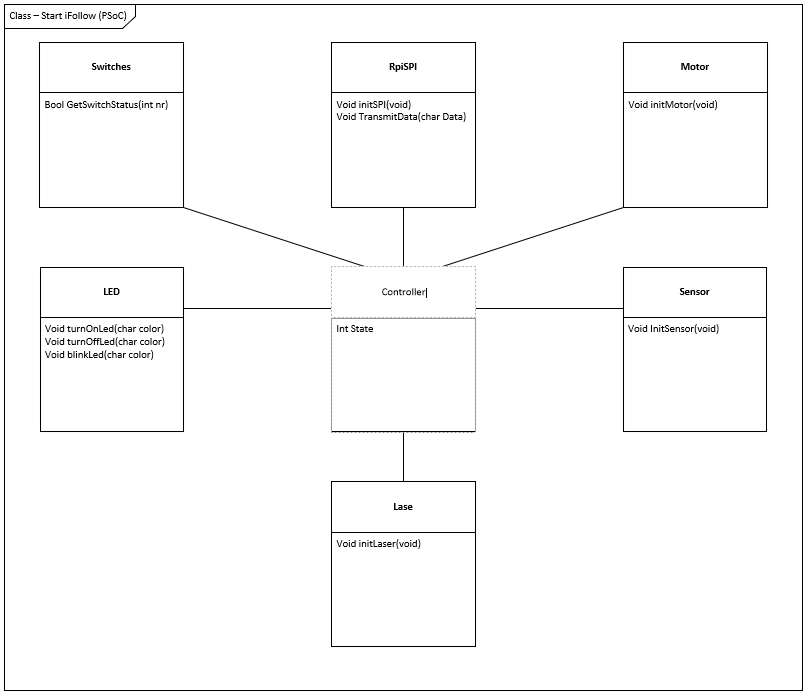 Class – Start iFollow (PSoC)
Switches
Bool GetSwitchStatus(int nr)
RpiSPI
Void initSPI(void)
Void TransmitData(char Data)
Motor
Void initMotor(void)
LED
Void turnOnLed(char color)
Void turnOffLed(char color)
Void blinkLed(char color)
Controller
Int State
Sensor
Void InitSensor(void)
Lase
Void initLaser(void)